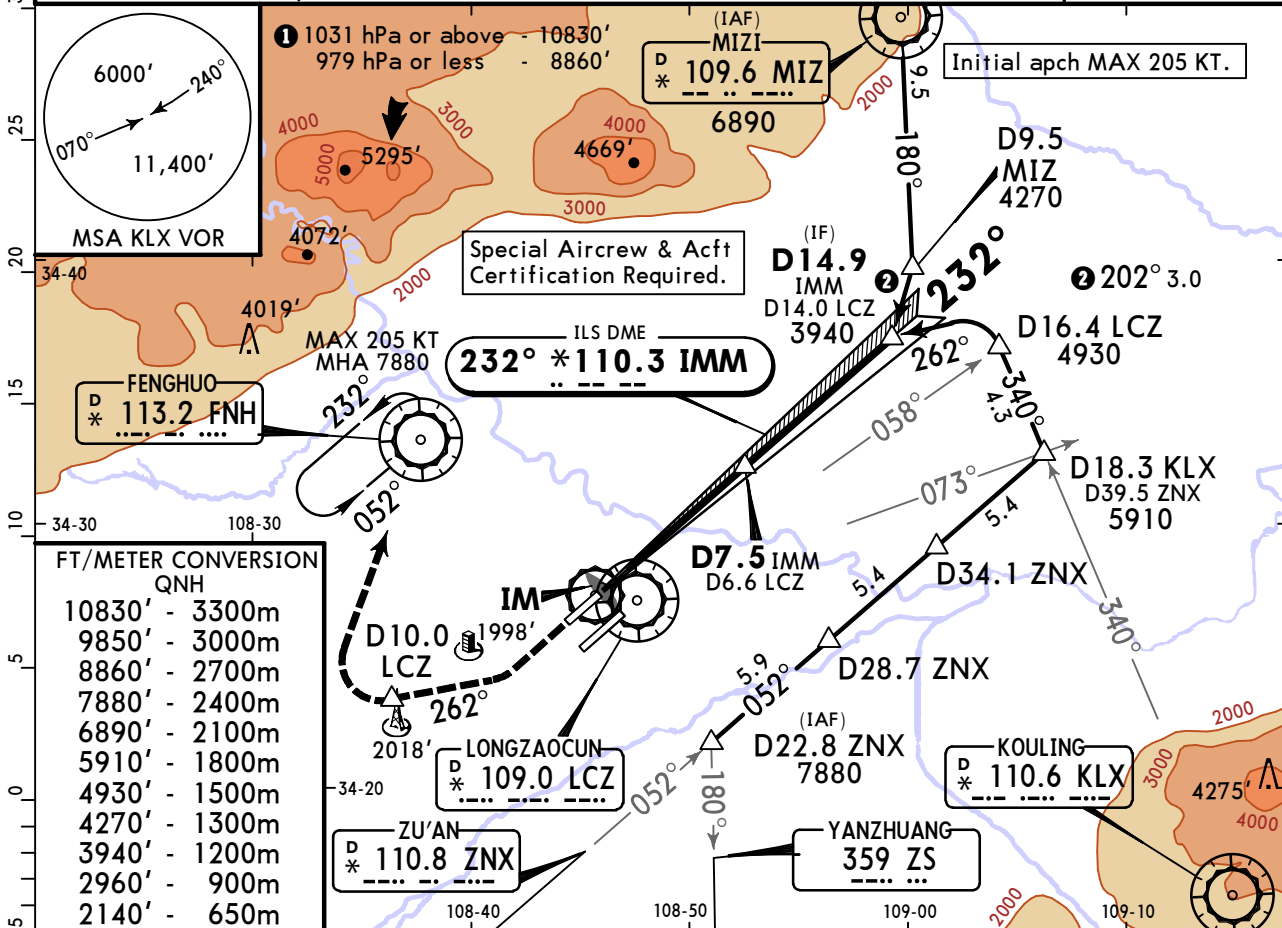 6000'
240°
070°
11,400'
MSA KLX VOR
❶ 1031 hPa or above - 10830'
979 hPa or less - 8860'
(IAF)
MIZI
D
* 109.6 MIZ
6890
2000
Initial apch MAX 205 KT.
9.5
180°
D9.5
MIZ
4270
4000
3000
5000
5295'
4000
4669'
3000
4072'
2000
4019'
Special Aircrew & Acft
Certification Required.
(IF)
D14.9
IMM
D14.0 LCZ
3940
❷
232°
❷ 202° 3.0
D16.4 LCZ
4930
262°
340°
4.3
058°
073°
D18.3 KLX
D39.5 ZNX
5910
MAX 205 KT
MHA 7880
232°
052°
ILS DME
232° *110.3 IMM
FENGHUO
D
* 113.2 FNH
25
20
15
10
5
0
5
34-40
34-30
108-30
34-20
D7.5 IMM
D6.6 LCZ
5.4
D34.1 ZNX
5.4
D28.7 ZNX
5.9
052°
340°
IM
D10.0
LCZ
1998'
262°
2018'
(IAF)
D22.8 ZNX
7880
052°
180°
LONGZAOCUN
D
* 109.0 LCZ
ZU'AN
D
* 110.8 ZNX
YANZHUANG
359 ZS
KOULING
D
* 110.6 KLX
2000
3000
4275'
4000
2000
108-40
108-50
109-00
109-10
FT/METER CONVERSION
QNH
10830' - 3300m
9850' - 3000m
8860' - 2700m
7880' - 2400m
6890' - 2100m
5910' - 1800m
4930' - 1500m
4270' - 1300m
3940' - 1200m
2960' - 900m
2140' - 650m